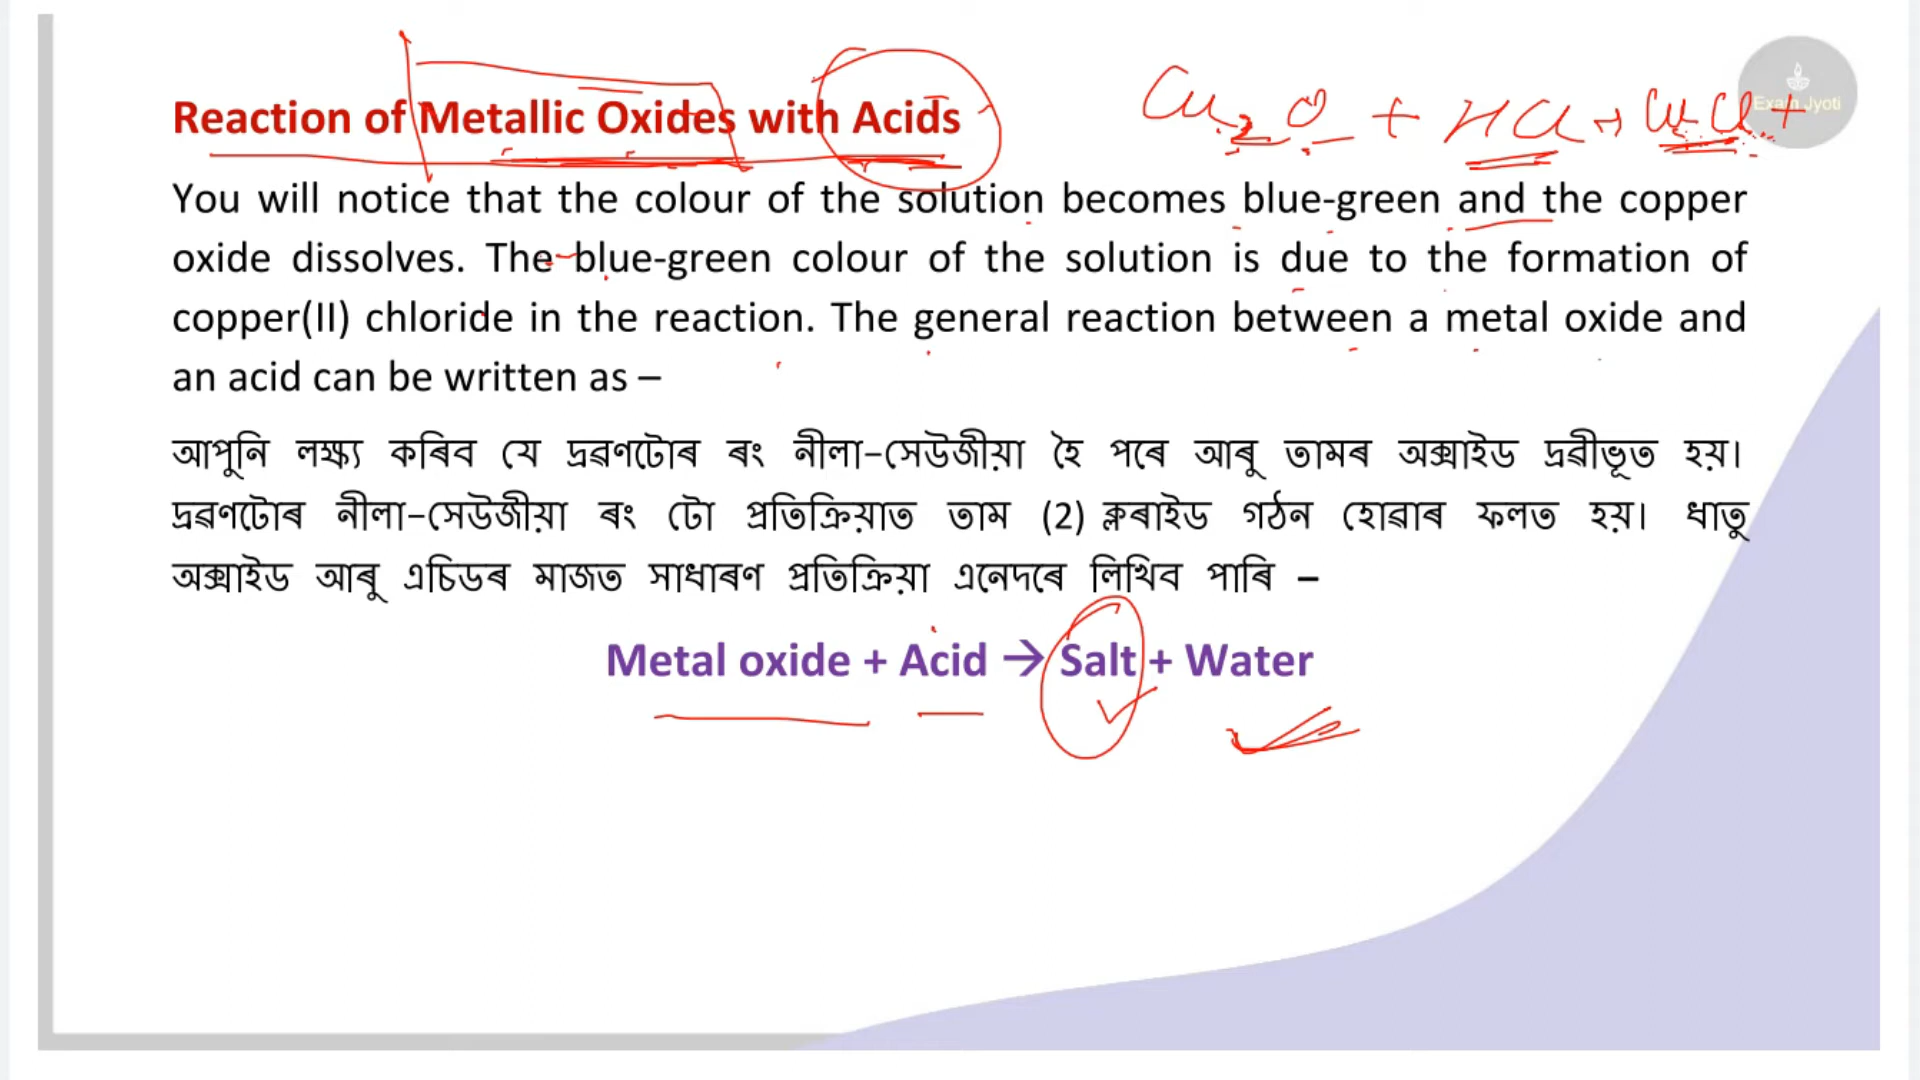 Cu₂O + HCl → CuCl +
Exam Jyoti
Reaction of Metallic Oxides with Acids
You will notice that the colour of the solution becomes blue-green and the copper
oxide dissolves. The blue-green colour of the solution is due to the formation of
copper(II) chloride in the reaction. The general reaction between a metal oxide and
an acid can be written as –
আপুনি লক্ষ্য কৰিব যে দ্ৰৱণটোৰ ৰং নীলা-সেউজীয়া হৈ পৰে আৰু তামৰ অক্সাইড দ্ৰৱীভূত হয়।
দ্ৰৱণটোৰ নীলা-সেউজীয়া ৰং টো প্ৰতিক্ৰিয়াত তাম (2) ক্লৰাইড গঠন হোৱাৰ ফলত হয়। ধাতু
অক্সাইড আৰু এচিডৰ মাজত সাধাৰণ প্ৰতিক্ৰিয়া এনেদৰে লিখিব পাৰি –
Metal oxide + Acid → Salt + Water